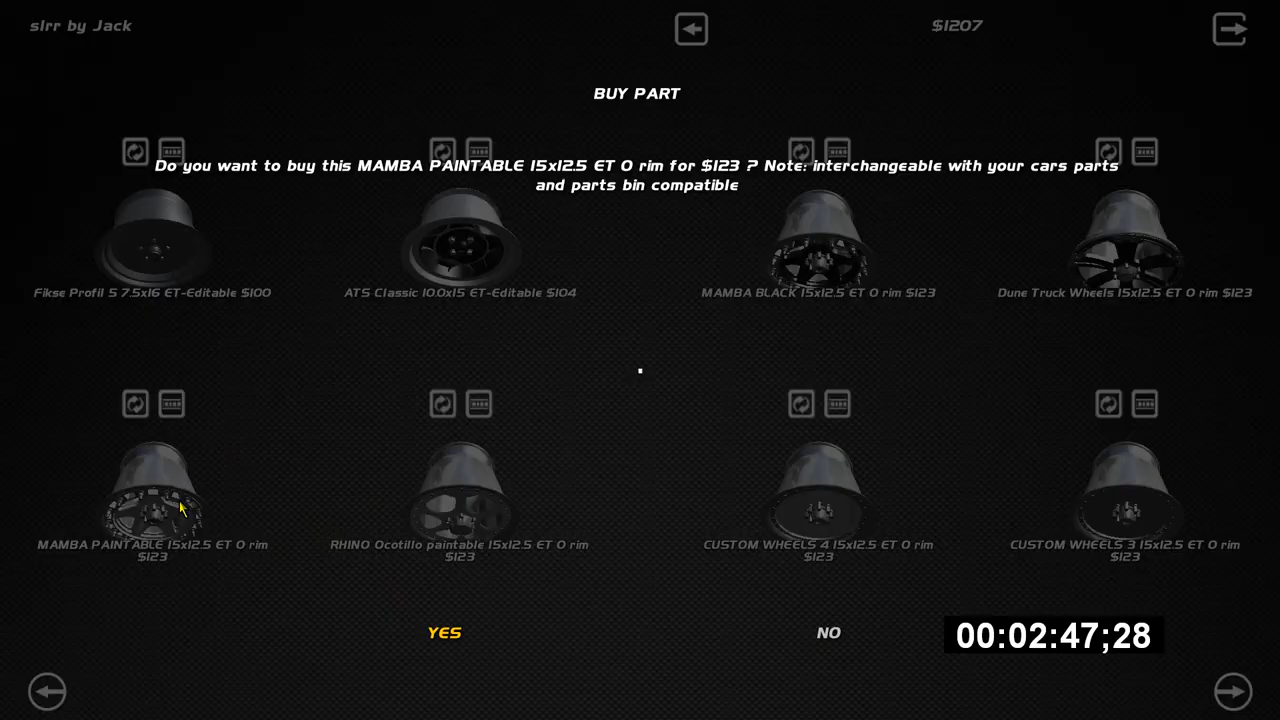 slrr by Jack
$1207
BUY PART
Do you want to buy this MAMBA PAINTABLE 15x12.5 ET 0 rim for $123 ? Note: interchangeable with your cars parts
and parts bin compatible
Fikse Profil 5 7.5x16 ET-Editable $100
ATS Classic 10.0x15 ET-Editable $104
MAMBA BLACK 15x12.5 ET 0 rim $123
Dune Truck Wheels 15x12.5 ET 0 rim $123
MAMBA PAINTABLE 15x12.5 ET 0 rim
$123
RHINO Ocotillo paintable 15x12.5 ET 0 rim
$123
CUSTOM WHEELS 4 15x12.5 ET 0 rim
$123
CUSTOM WHEELS 3 15x12.5 ET 0 rim
$123
YES
NO
00:02:47;28